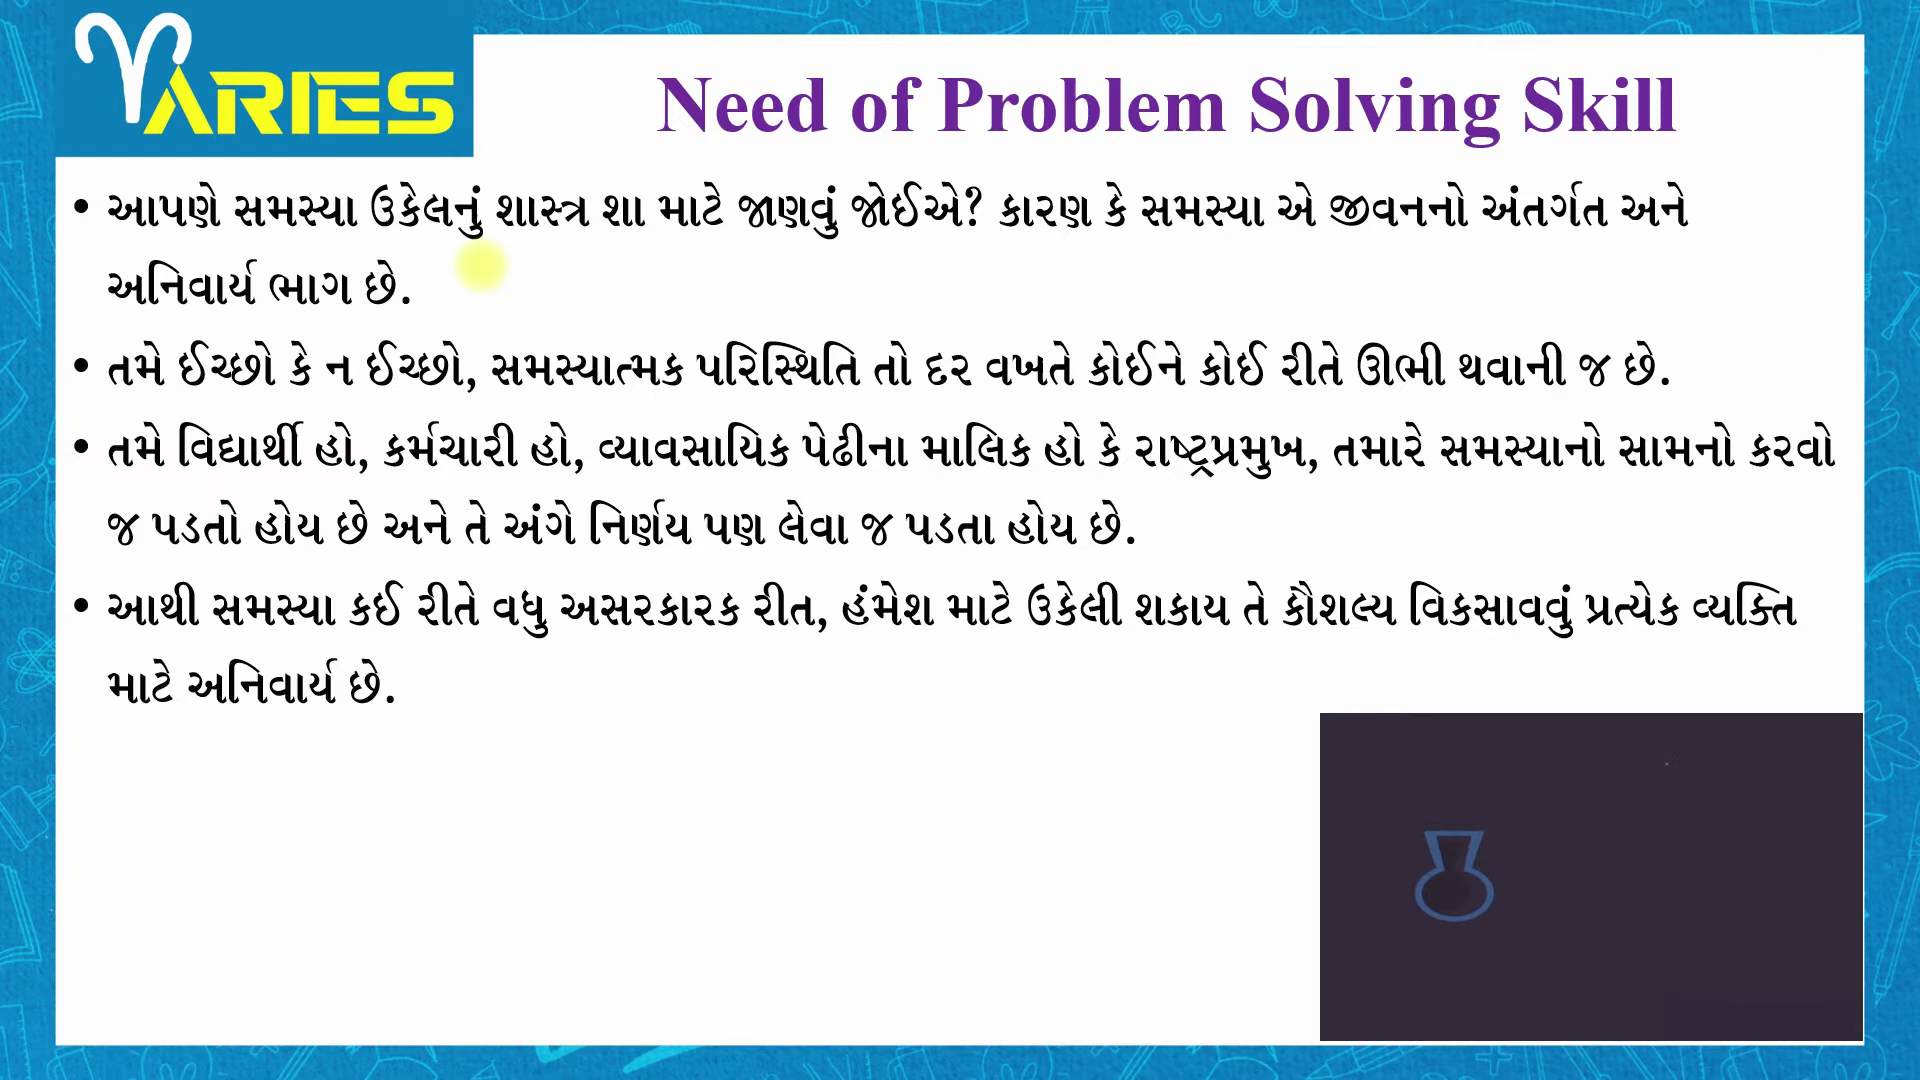 ARIES
Need of Problem Solving Skill
• આપણે સમસ્યા ઉકેલનું શાસ્ત્ર શા માટે જાણવું જોઈએ? કારણ કે સમસ્યા એ જીવનનો અંતર્ગત અને
અનિવાર્ય ભાગ છે.
• તમે ઈચ્છો કે ન ઈચ્છો, સમસ્યાત્મક પરિસ્થિતિ તો દર વખતે કોઈને કોઈ રીતે ઊભી થવાની જ છે.
• તમે વિદ્યાર્થી હો, કર્મચારી હો, વ્યાવસાયિક પેઢીના માલિક હો કે રાષ્ટ્રપ્રમુખ, તમારે સમસ્યાનો સામનો કરવો
જ પડતો હોય છે અને તે અંગે નિર્ણય પણ લેવા જ પડતા હોય છે.
• આથી સમસ્યા કઈ રીતે વધુ અસરકારક રીત, હંમેશ માટે ઉકેલી શકાય તે કૌશલ્ય વિકસાવવું પ્રત્યેક વ્યક્તિ
માટે અનિવાર્ય છે.